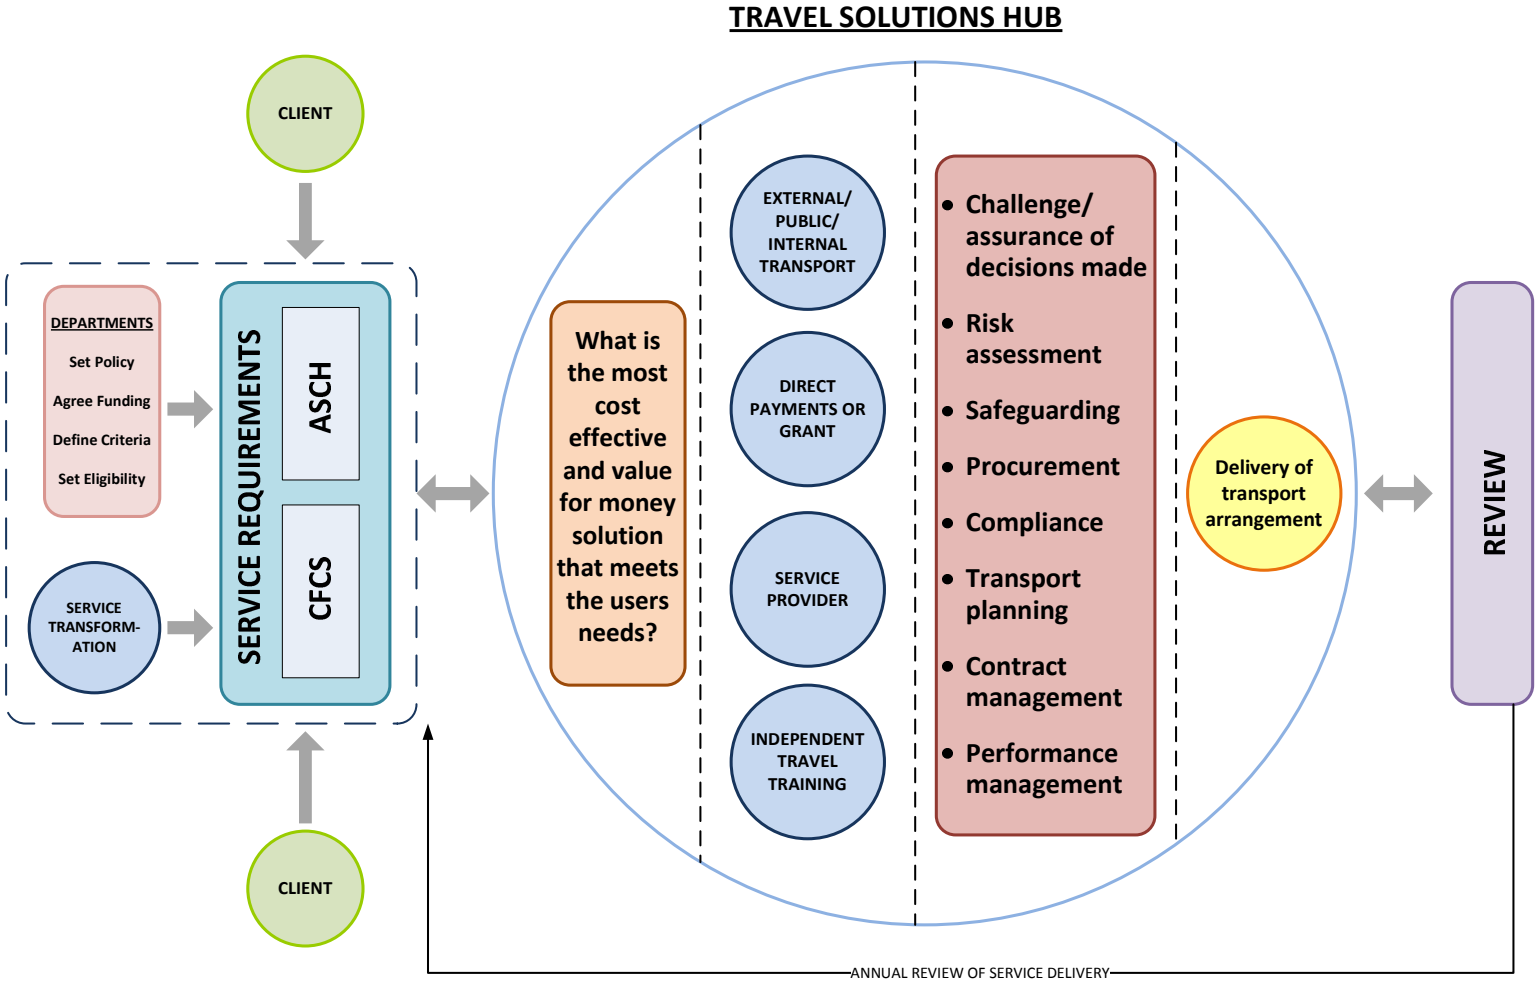 TRAVEL SOLUTIONS HUB
CLIENT
DEPARTMENTS
Set Policy
Agree Funding
Define Criteria
Set Eligibility
SERVICE
TRANSFORM-
ATION
SERVICE REQUIREMENTS
ASCH
CFCS
CLIENT
What is
the most
cost
effective
and value
for money
solution
that meets
the users
needs?
EXTERNAL/
PUBLIC/
INTERNAL
TRANSPORT
DIRECT
PAYMENTS OR
GRANT
SERVICE
PROVIDER
INDEPENDENT
TRAVEL
TRAINING
• Challenge/
assurance of
decisions made
• Risk
assessment
• Safeguarding
• Procurement
• Compliance
• Transport
planning
• Contract
management
• Performance
management
Delivery of
transport
arrangement
REVIEW
ANNUAL REVIEW OF SERVICE DELIVERY